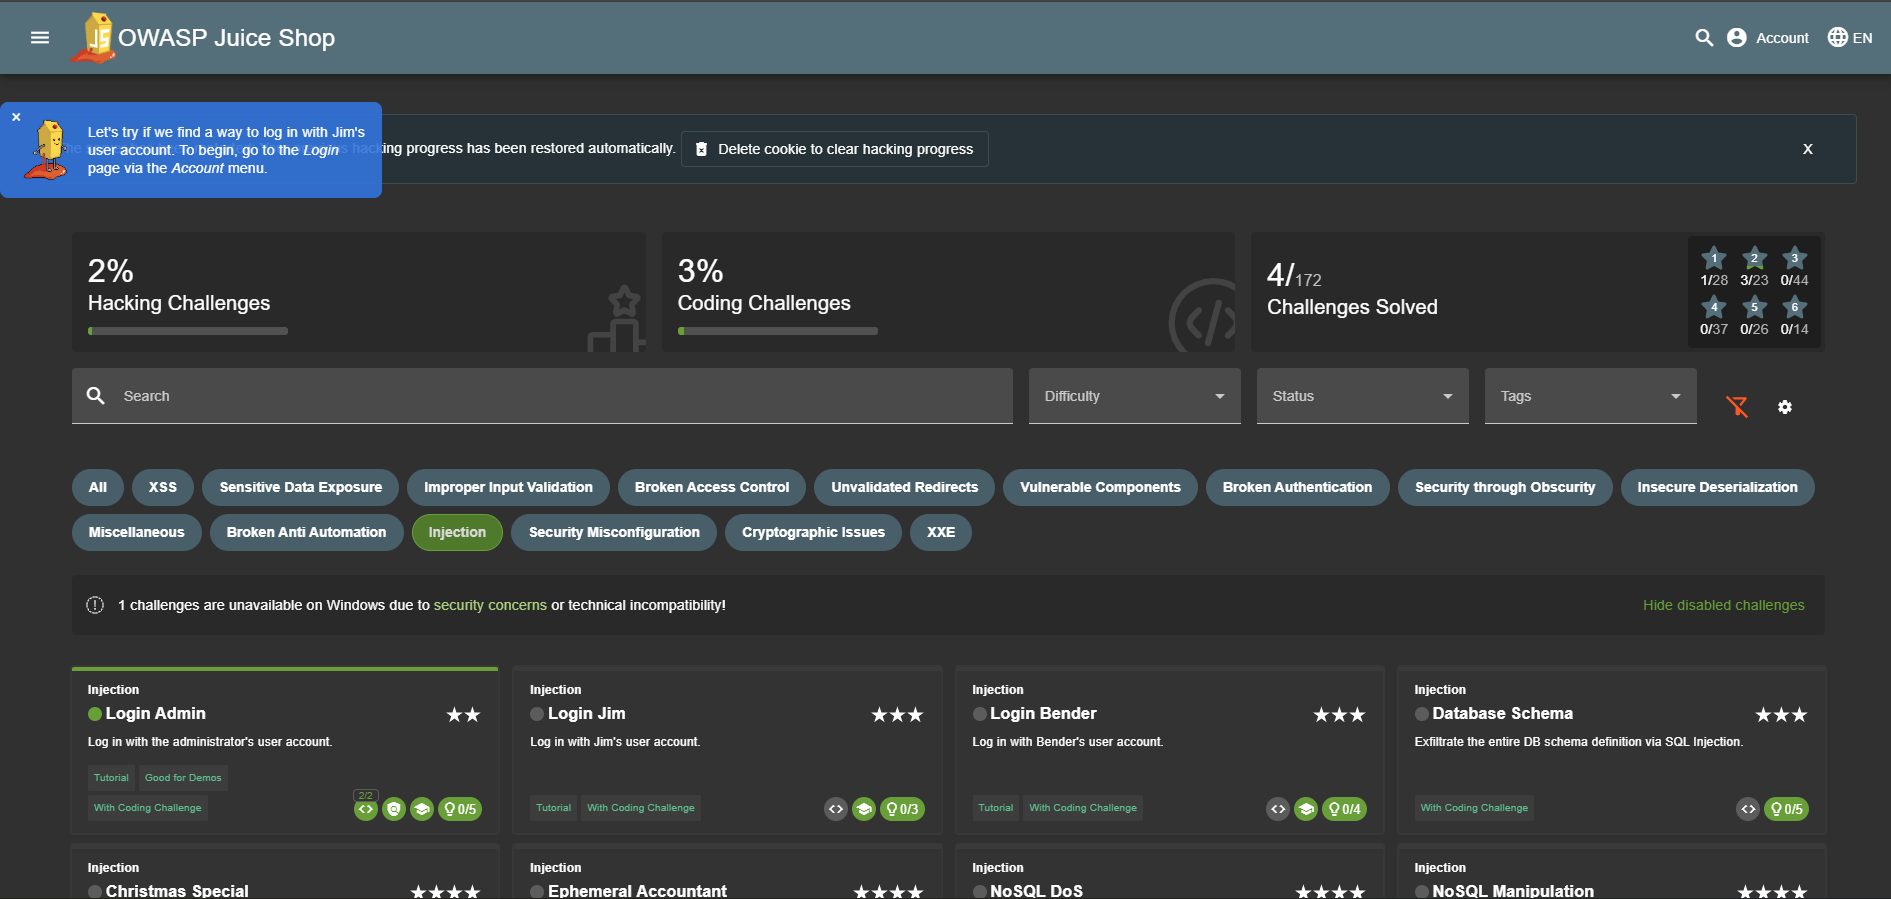 OWASP Juice Shop
Account
EN
Let's try if we find a way to log in with Jim's
user account. To begin, go to the Login
page via the Account menu.
king progress has been restored automatically.
Delete cookie to clear hacking progress
X
2%
Hacking Challenges
3%
Coding Challenges
4/172
Challenges Solved
1 2 3
1/28 3/23 0/44
4 5 6
0/37 0/26 0/14
Search
Difficulty
Status
Tags
All XSS Sensitive Data Exposure Improper Input Validation Broken Access Control Unvalidated Redirects Vulnerable Components Broken Authentication Security through Obscurity Insecure Deserialization
Miscellaneous Broken Anti Automation Injection Security Misconfiguration Cryptographic Issues XXE
1 challenges are unavailable on Windows due to security concerns or technical incompatibility!
Hide disabled challenges
Injection
Login Admin
Log in with the administrator's user account.
Tutorial Good for Demos
With Coding Challenge
2/2
0/5
Injection
Login Jim
Log in with Jim's user account.
Tutorial With Coding Challenge
0/3
Injection
Login Bender
Log in with Bender's user account.
Tutorial With Coding Challenge
0/4
Injection
Database Schema
Exfiltrate the entire DB schema definition via SQL Injection.
With Coding Challenge
0/5
Injection
Christmas Special
Injection
Ephemeral Accountant
Injection
NoSQL DoS
Injection
NoSQL Manipulation